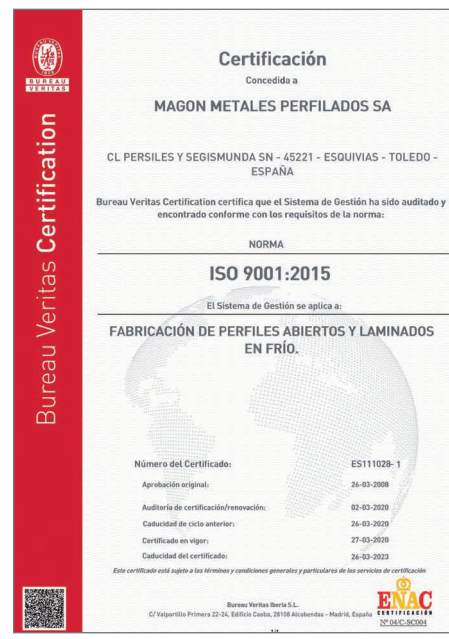 BUREAU
VERITAS
Bureau Veritas Certification
Certificación
Concedida a
MAGON METALES PERFILADOS SA
CL PERSILES Y SEGISMUNDA SN - 45221 - ESQUIVIAS - TOLEDO -
ESPAÑA
Bureau Veritas Certification certifica que el Sistema de Gestión ha sido auditado y
encontrado conforme con los requisitos de la norma:
NORMA
ISO 9001:2015
El Sistema de Gestión se aplica a:
FABRICACIÓN DE PERFILES ABIERTOS Y LAMINADOS
EN FRÍO.
Número del Certificado: ES111028- 1
Aprobación original: 26-03-2008
Auditoría de certificación/renovación: 02-03-2020
Caducidad de ciclo anterior: 26-03-2020
Certificado en vigor: 27-03-2020
Caducidad del certificado: 26-03-2023
Este certificado está sujeto a los términos y condiciones generales y particulares de los servicios de certificación
Bureau Veritas Iberia S.L.
C/ Valportillo Primera 22-24, Edificio Caoba, 28108 Alcobendas - Madrid, España
ENAC
CERTIFICACIÓN
Nº 04/C-SC004